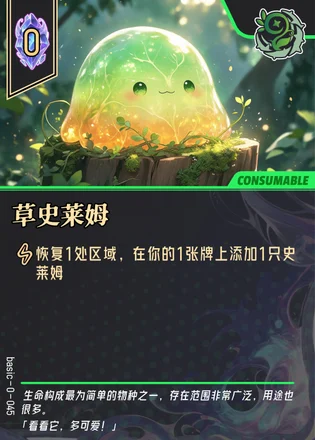 0
CONSUMABLE
草史莱姆
恢复1处区域，在你的1张牌上添加1只史
莱姆
basic-0-045
生命构成最为简单的物种之一，存在范围非常广泛，用途也
很多。
「看看它，多可爱！」